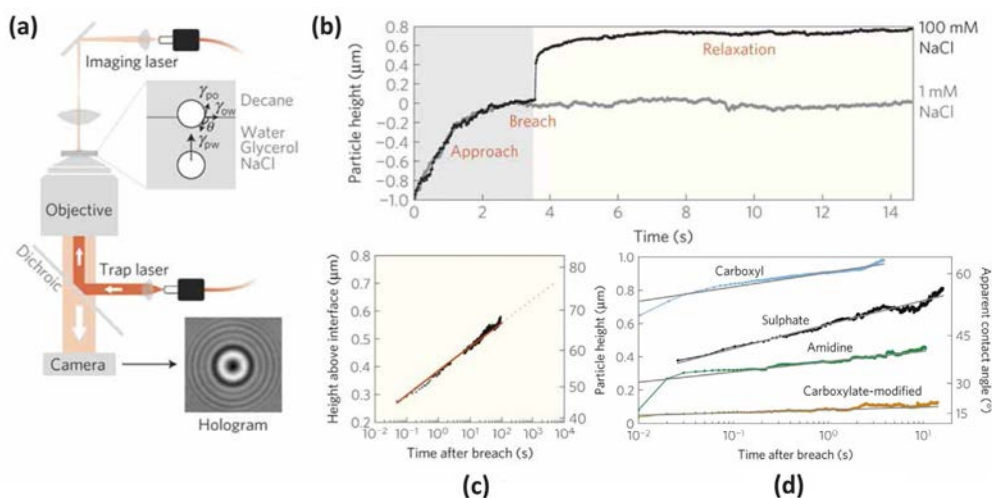 (a)
Imaging laser
γpo
γow
θ
γpw
Decane
Water
Glycerol
NaCl
Objective
Dichroic
Trap laser
Camera
Hologram
(b)
Particle height (µm)
0.8
0.6
0.4
0.2
0
−0.2
−0.4
−0.6
−0.8
−1.0
Approach
Breach
Relaxation
100 mM
NaCl
1 mM
NaCl
0 2 4 6 8 10 12 14
Time (s)
Height above interface (µm)
0.8
0.7
0.6
0.5
0.4
0.3
0.2
80
70
60
50
40
10⁻² 10⁻¹ 10⁰ 10¹ 10² 10³ 10⁴ 10⁵
Time after breach (s)
(c)
Particle height (µm)
1.0
0.8
0.6
0.4
0.2
0
Carboxyl
Sulphate
Amidine
Carboxylate-modified
60
45
30
15
Apparent contact angle (°)
10⁻² 10⁻¹ 10⁰ 10¹
Time after breach (s)
(d)